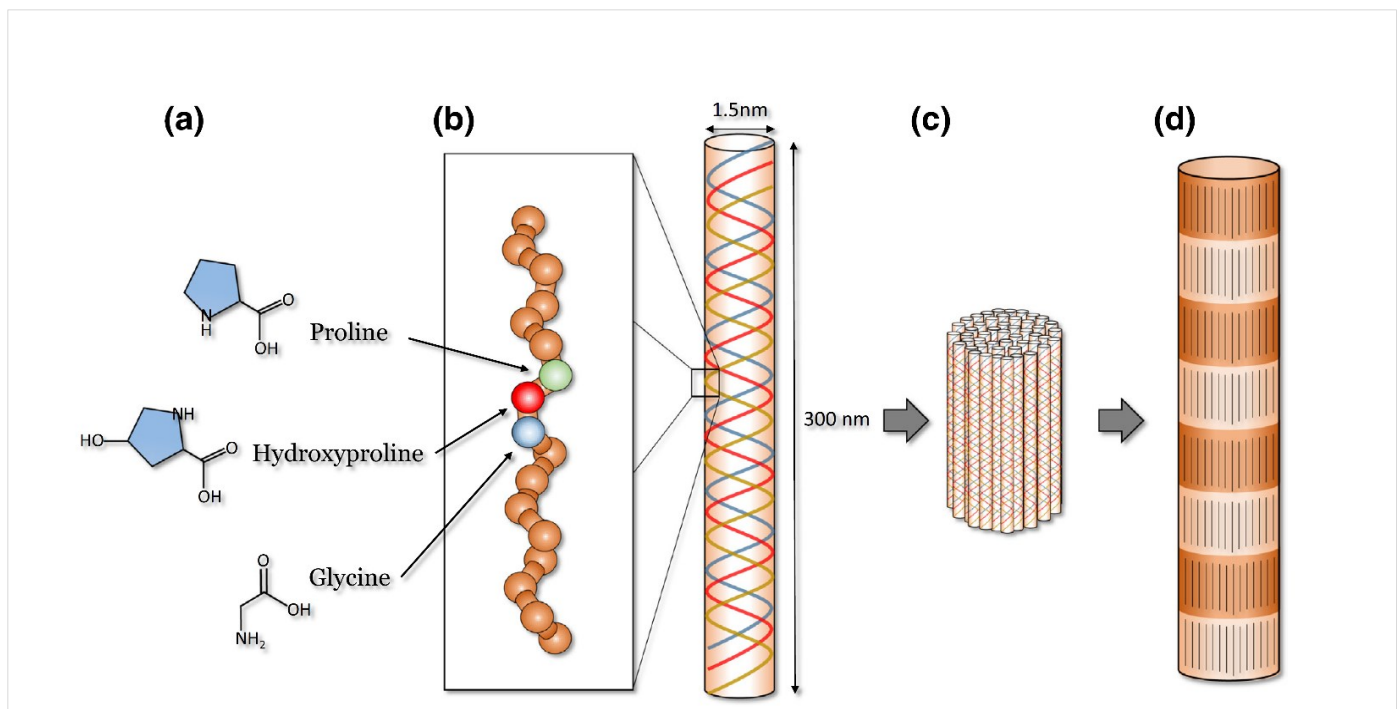 (a)
(b)
1.5nm
(c)
(d)
O
N
H
OH
Proline
NH
HO
O
OH
Hydroxyproline
300 nm
O
OH
NH2
Glycine